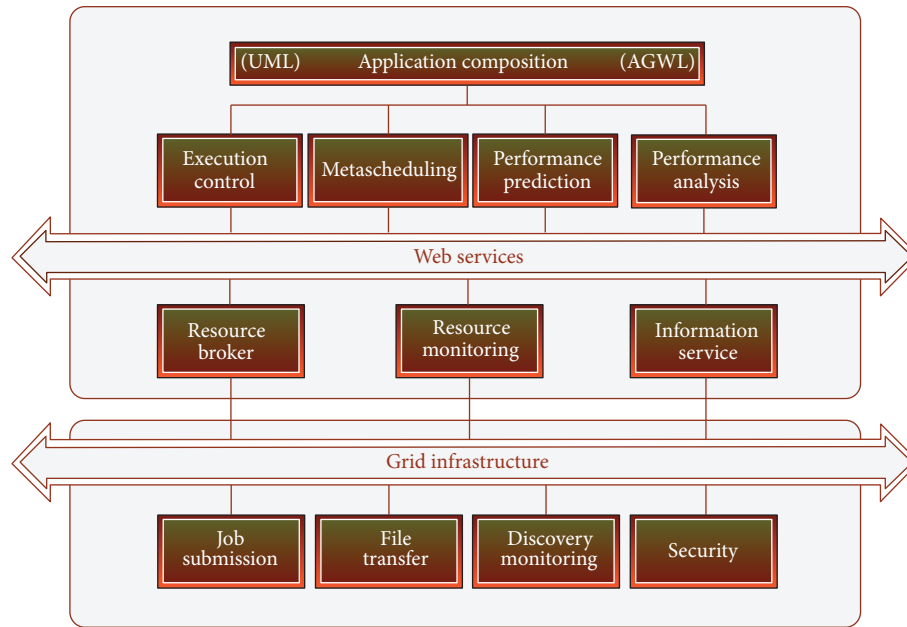 (UML) Application composition (AGWL)
Execution
control
Metascheduling
Performance
prediction
Performance
analysis
Web services
Resource
broker
Resource
monitoring
Information
service
Grid infrastructure
Job
submission
File
transfer
Discovery
monitoring
Security